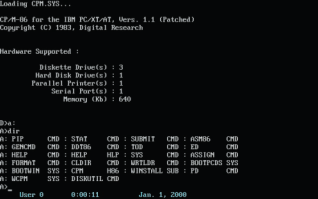 Loading CPM.SYS...
CP/M-86 for the IBM PC/XT/AT, Vers. 1.1 (Patched)
Copyright (C) 1983, Digital Research
Hardware Supported :
Diskette Drive(s) : 3
Hard Disk Drive(s) : 1
Parallel Printer(s) : 1
Serial Port(s) : 1
Memory (Kb) : 640
D>a:
A>dir
A: PIP CMD : STAT CMD : SUBMIT CMD : ASM86 CMD
A: GENCMD CMD : DDT86 CMD : TOD CMD : ED CMD
A: HELP CMD : HELP HLP : SYS CMD : ASSIGN CMD
A: FORMAT CMD : CLDIR CMD : WRTLDR CMD : BOOTPCDS SYS
A: BOOTWIN SYS : CPM H86 : WINSTALL SUB : PD CMD
A: WCPM SYS : DISKUTIL CMD
A>
User 0 0:00:11 Jan. 1, 2000